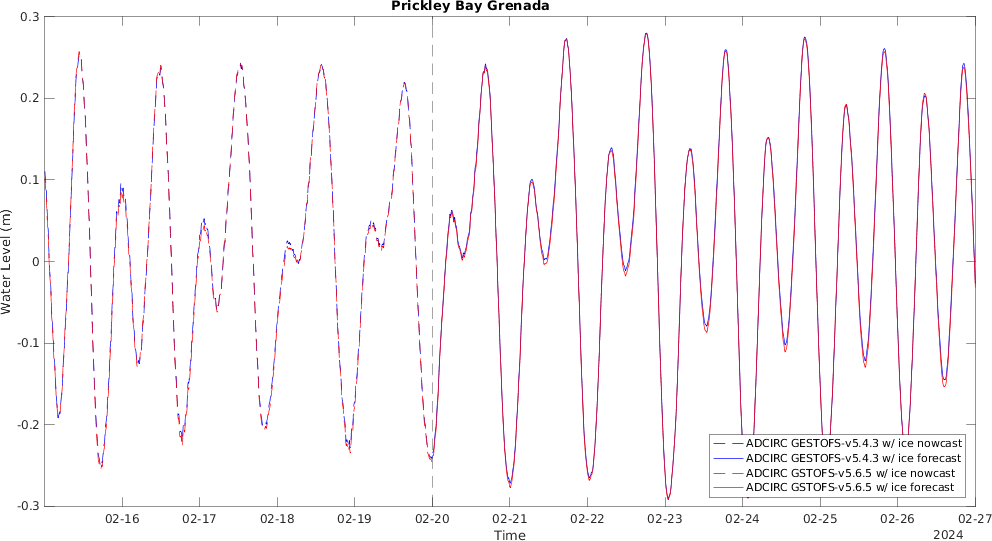 Prickley Bay Grenada
0.3
0.2
0.1
0
-0.1
-0.2
-0.3
Water Level (m)
02-16 02-17 02-18 02-19 02-20 02-21 02-22 02-23 02-24 02-25 02-26 02-27
Time
2024
ADCIRC GESTOFS-v5.4.3 w/ ice nowcast
ADCIRC GESTOFS-v5.4.3 w/ ice forecast
ADCIRC GSTOFS-v5.6.5 w/ ice nowcast
ADCIRC GSTOFS-v5.6.5 w/ ice forecast